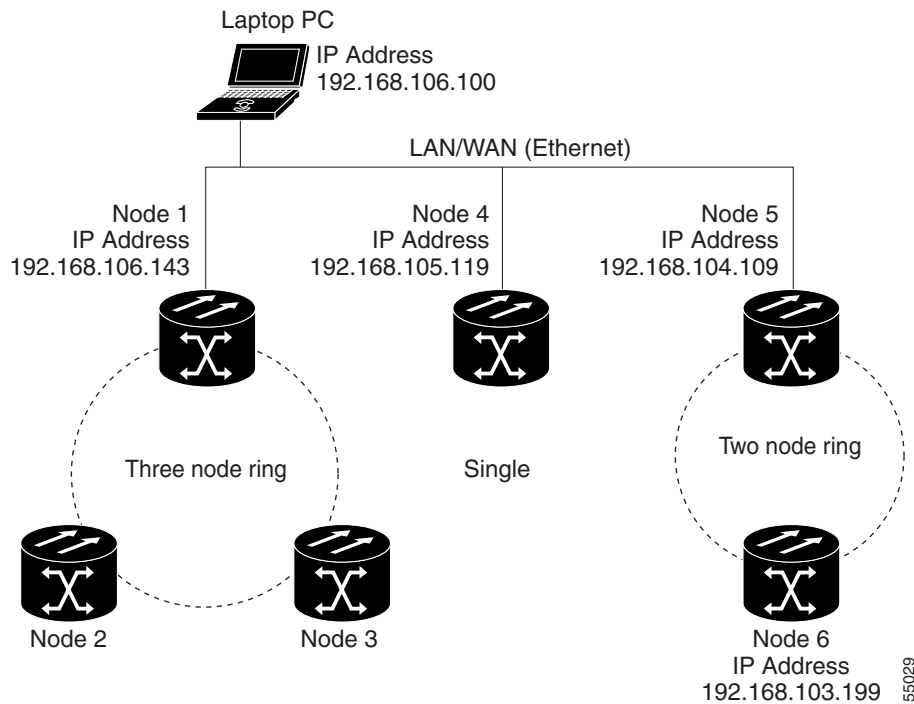 Laptop PC
IP Address
192.168.106.100
LAN/WAN (Ethernet)
Node 1
IP Address
192.168.106.143
Node 4
IP Address
192.168.105.119
Node 5
IP Address
192.168.104.109
Three node ring
Single
Two node ring
Node 2
Node 3
Node 6
IP Address
192.168.103.199
55029